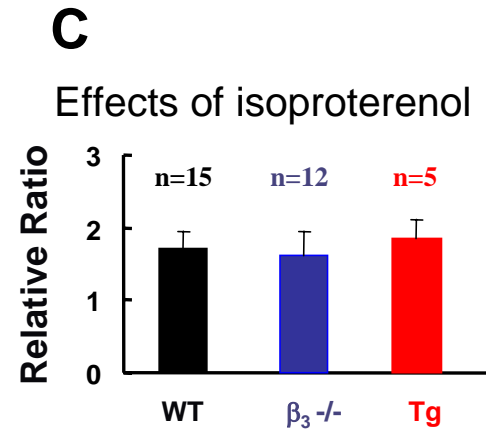 C
Effects of isoproterenol
Relative Ratio
3
2
1
0
n=15 n=12 n=5
WT β₃ -/- Tg